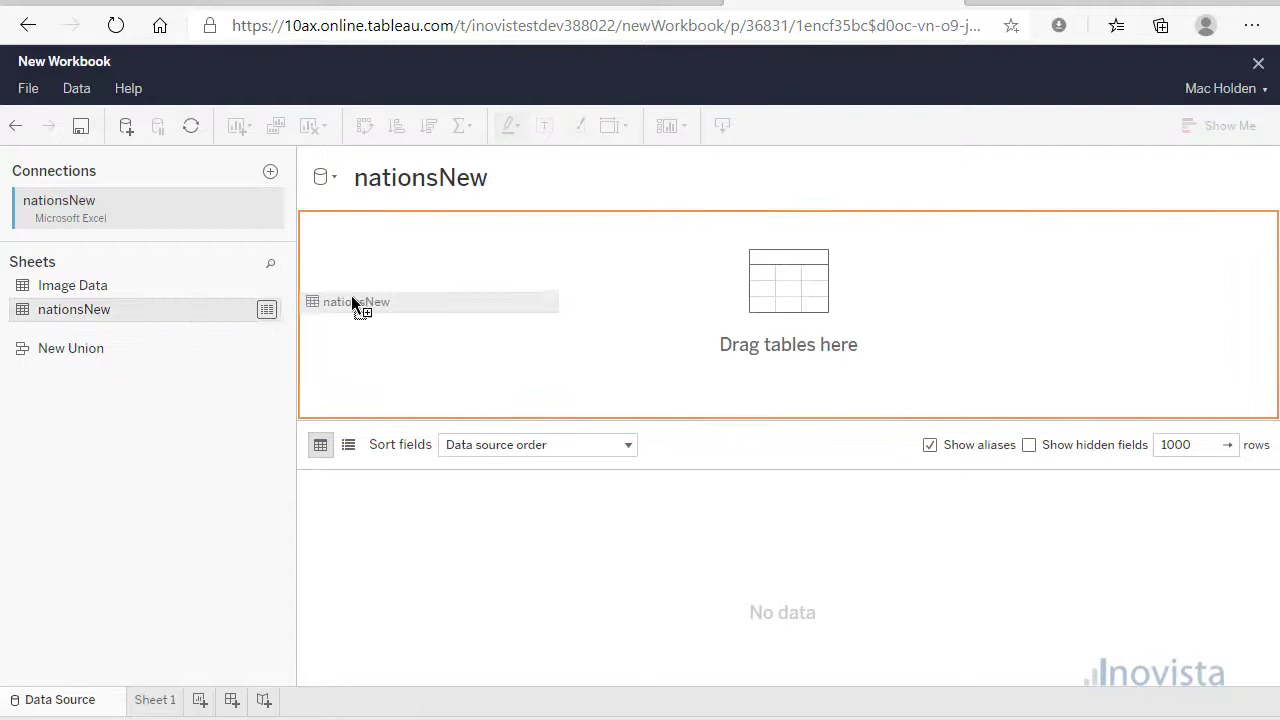 https://10ax.online.tableau.com/t/inovistestdev388022/newWorkbook/p/36831/1encf35bc$d0oc-vn-o9-j...
New Workbook
File Data Help
Mac Holden
Show Me
Connections
nationsNew
Microsoft Excel
nationsNew
Sheets
Image Data
nationsNew
New Union
nationsNew
Drag tables here
Sort fields Data source order Show aliases Show hidden fields 1000 rows
No data
Inovista
Data Source Sheet 1